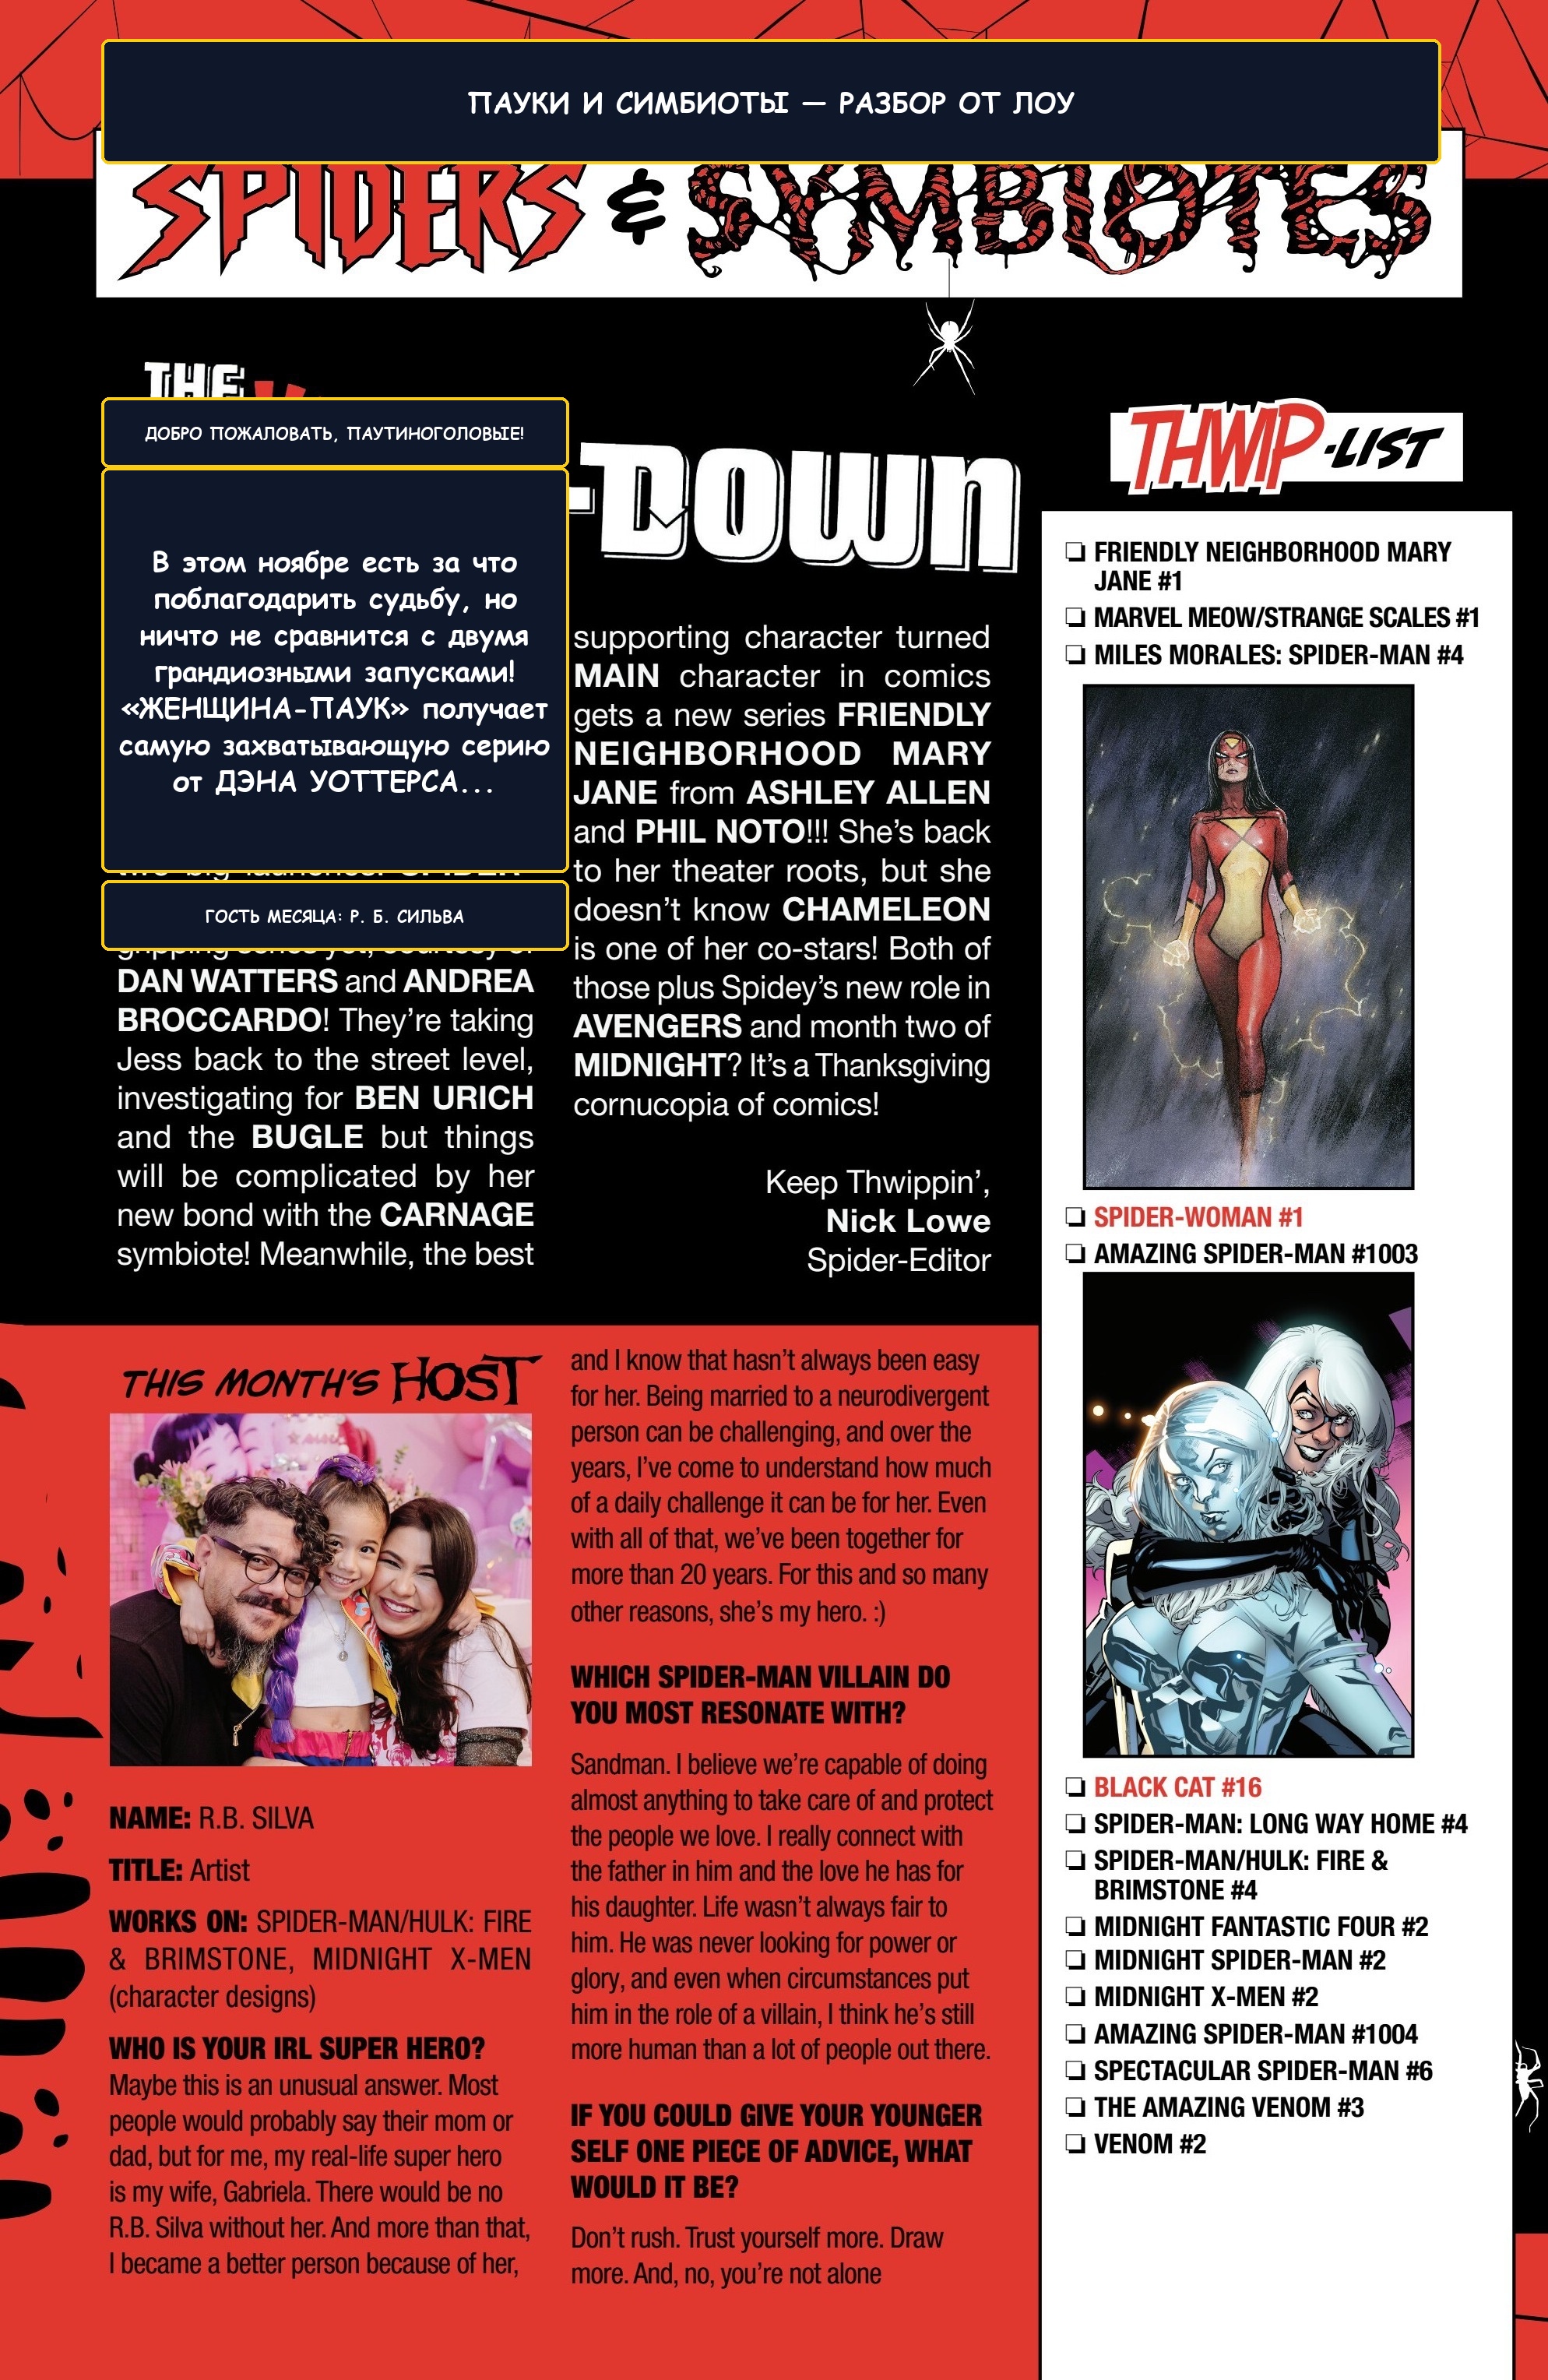 ПАУКИ И СИМБИОТЫ — РАЗБОР ОТ ЛОУ
SPIDERS & SYMBIOTES
THE
ДОБРО ПОЖАЛОВАТЬ, ПАУТИНОГОЛОВЫЕ!
-DOWN
В этом ноябре есть за что
поблагодарить судьбу, но
ничто не сравнится с двумя
грандиозными запусками!
«ЖЕНЩИНА-ПАУК» получает
самую захватывающую серию
от ДЭНА УОТТЕРСА...
ГОСТЬ МЕСЯЦА: Р. Б. СИЛЬВА
DAN WATTERS and ANDREA
BROCCARDO! They’re taking
Jess back to the street level,
investigating for BEN URICH
and the BUGLE but things
will be complicated by her
new bond with the CARNAGE
symbiote! Meanwhile, the best
supporting character turned
MAIN character in comics
gets a new series FRIENDLY
NEIGHBORHOOD MARY
JANE from ASHLEY ALLEN
and PHIL NOTO!!! She’s back
to her theater roots, but she
doesn’t know CHAMELEON
is one of her co-stars! Both of
those plus Spidey’s new role in
AVENGERS and month two of
MIDNIGHT? It’s a Thanksgiving
cornucopia of comics!
Keep Thwippin’,
Nick Lowe
Spider-Editor
THIS MONTH’S HOST
NAME: R.B. SILVA
TITLE: Artist
WORKS ON: SPIDER-MAN/HULK: FIRE
& BRIMSTONE, MIDNIGHT X-MEN
(character designs)
WHO IS YOUR IRL SUPER HERO?
Maybe this is an unusual answer. Most
people would probably say their mom or
dad, but for me, my real-life super hero
is my wife, Gabriela. There would be no
R.B. Silva without her. And more than that,
I became a better person because of her,
and I know that hasn’t always been easy
for her. Being married to a neurodivergent
person can be challenging, and over the
years, I’ve come to understand how much
of a daily challenge it can be for her. Even
with all of that, we’ve been together for
more than 20 years. For this and so many
other reasons, she’s my hero. :)
WHICH SPIDER-MAN VILLAIN DO
YOU MOST RESONATE WITH?
Sandman. I believe we’re capable of doing
almost anything to take care of and protect
the people we love. I really connect with
the father in him and the love he has for
his daughter. Life wasn’t always fair to
him. He was never looking for power or
glory, and even when circumstances put
him in the role of a villain, I think he’s still
more human than a lot of people out there.
IF YOU COULD GIVE YOUR YOUNGER
SELF ONE PIECE OF ADVICE, WHAT
WOULD IT BE?
Don’t rush. Trust yourself more. Draw
more. And, no, you’re not alone
THWIP-LIST
❏ FRIENDLY NEIGHBORHOOD MARY
JANE #1
❏ MARVEL MEOW/STRANGE SCALES #1
❏ MILES MORALES: SPIDER-MAN #4
❏ SPIDER-WOMAN #1
❏ AMAZING SPIDER-MAN #1003
❏ BLACK CAT #16
❏ SPIDER-MAN: LONG WAY HOME #4
❏ SPIDER-MAN/HULK: FIRE &
BRIMSTONE #4
❏ MIDNIGHT FANTASTIC FOUR #2
❏ MIDNIGHT SPIDER-MAN #2
❏ MIDNIGHT X-MEN #2
❏ AMAZING SPIDER-MAN #1004
❏ SPECTACULAR SPIDER-MAN #6
❏ THE AMAZING VENOM #3
❏ VENOM #2